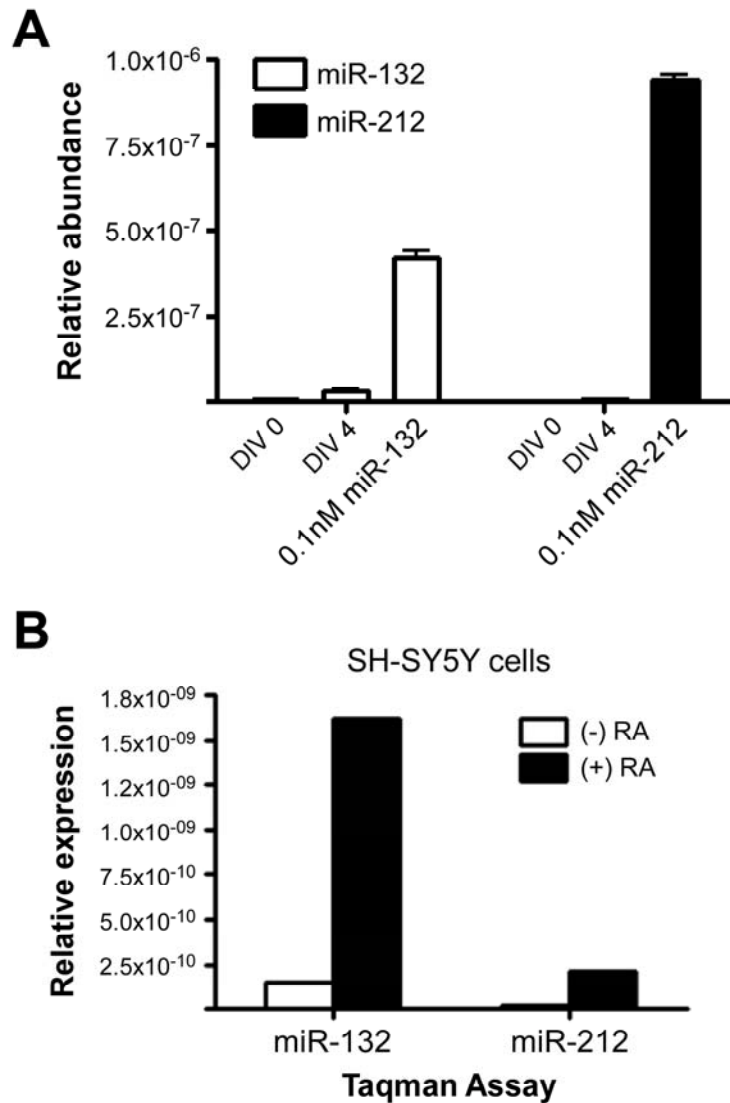 A
1.0x10⁻⁶
7.5x10⁻⁷
5.0x10⁻⁷
2.5x10⁻⁷
Relative abundance
miR-132
miR-212
DIV 0
DIV 4
0.1nM miR-132
DIV 0
DIV 4
0.1nM miR-212
B
SH-SY5Y cells
1.8x10⁻⁰⁹
1.5x10⁻⁰⁹
1.2x10⁻⁰⁹
1.0x10⁻⁰⁹
7.5x10⁻¹⁰
5.0x10⁻¹⁰
2.5x10⁻¹⁰
Relative expression
(-) RA
(+) RA
miR-132 miR-212
Taqman Assay